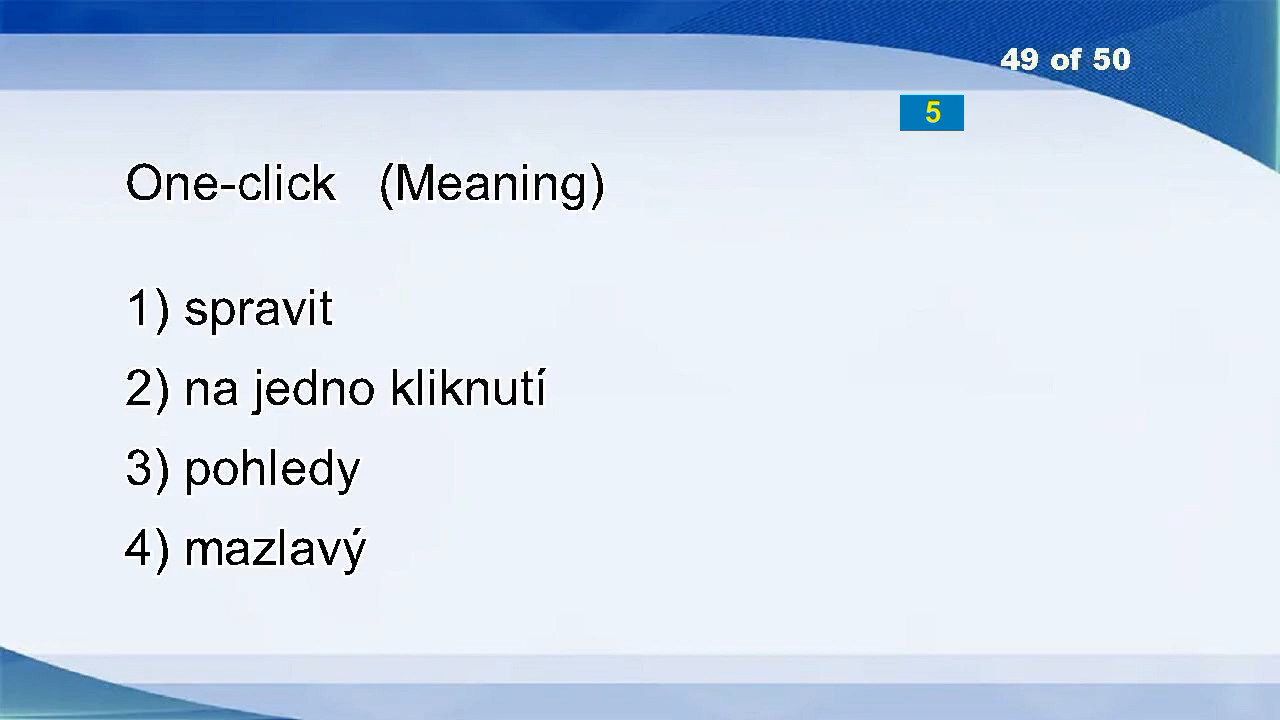 49 of 50
5
One-click (Meaning)
1) spravit
2) na jedno kliknutí
3) pohledy
4) mazlavý